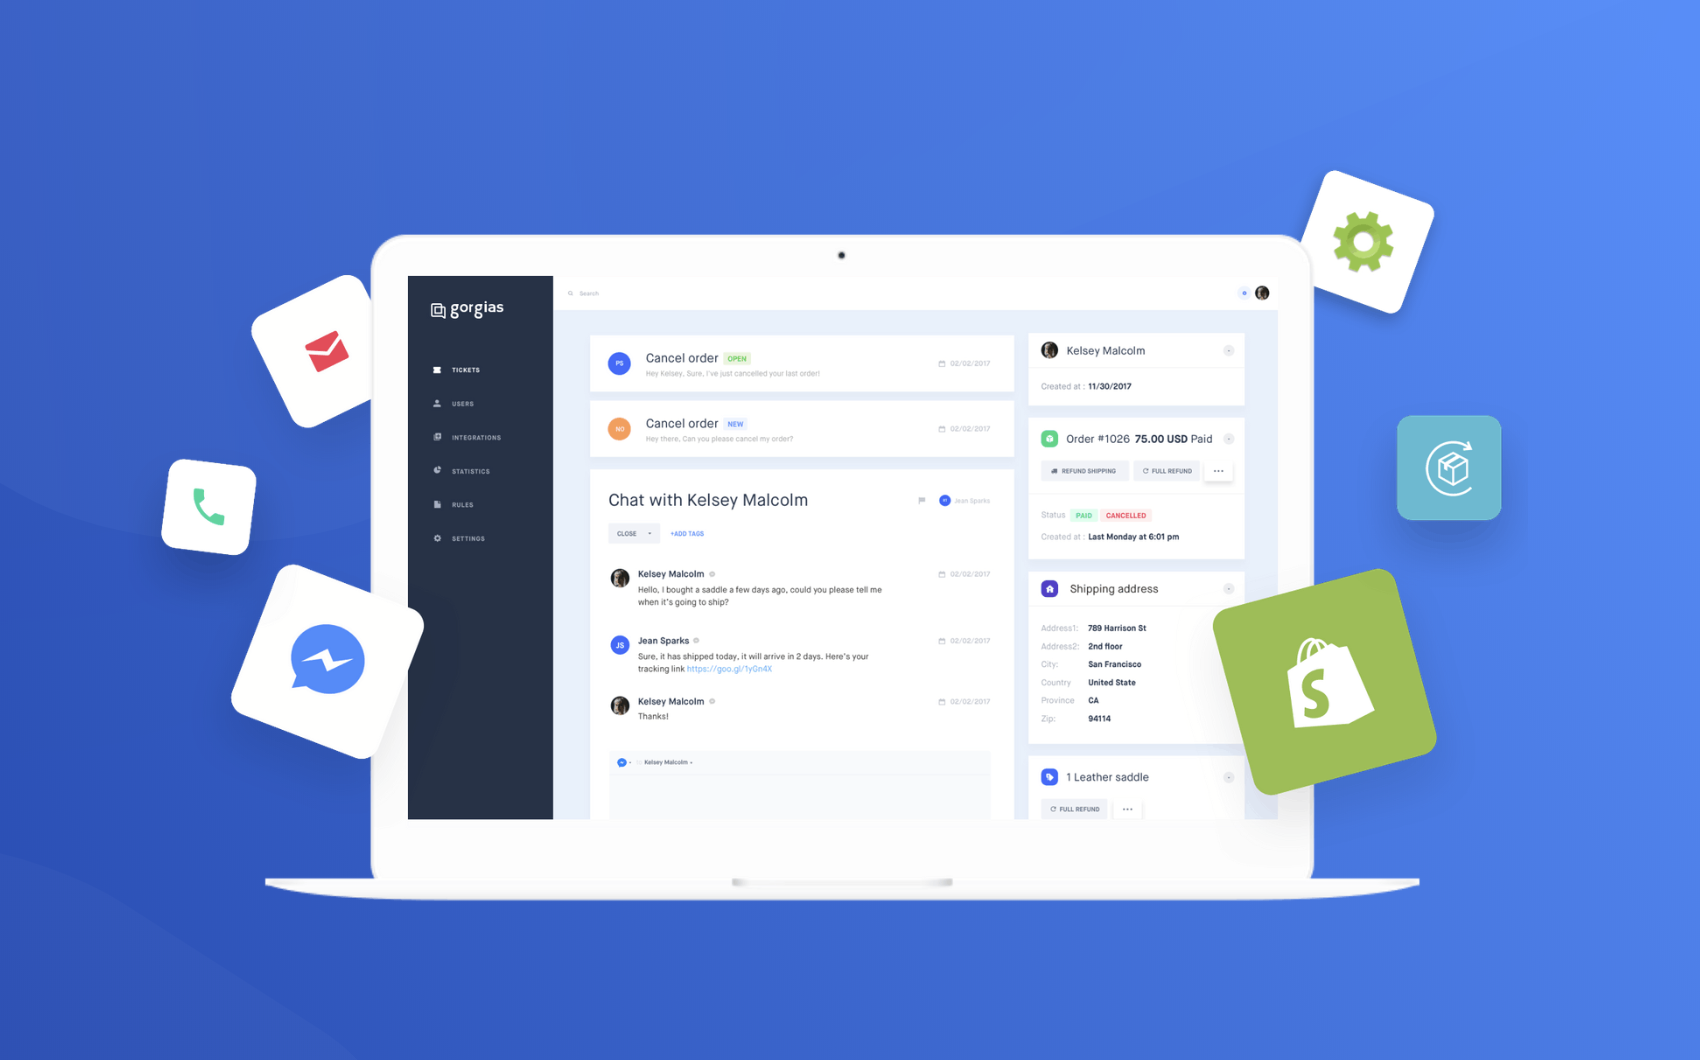 gorgias
TICKETS
USERS
INTEGRATIONS
STATISTICS
RULES
SETTINGS
Search
PS
Cancel order OPEN
Hey Kelsey, Sure, I've just cancelled your last order!
02/02/2017
NO
Cancel order NEW
Hey there, Can you please cancel my order?
02/02/2017
Chat with Kelsey Malcolm
Jean Sparks
CLOSE
+ADD TAGS
Kelsey Malcolm
02/02/2017
Hello, I bought a saddle a few days ago, could you please tell me
when it's going to ship?
JS
Jean Sparks
02/02/2017
Sure, it has shipped today, it will arrive in 2 days. Here's your
tracking link https://goo.gl/1yGn4X
Kelsey Malcolm
02/02/2017
Thanks!
Kelsey Malcolm
Kelsey Malcolm
Created at : 11/30/2017
Order #1026 75.00 USD Paid
REFUND SHIPPING
FULL REFUND
...
Status PAID CANCELLED
Created at : Last Monday at 6:01 pm
Shipping address
Address1: 789 Harrison St
Address2: 2nd floor
City: San Francisco
Country United State
Province CA
Zip: 94114
1 Leather saddle
FULL REFUND
...
S